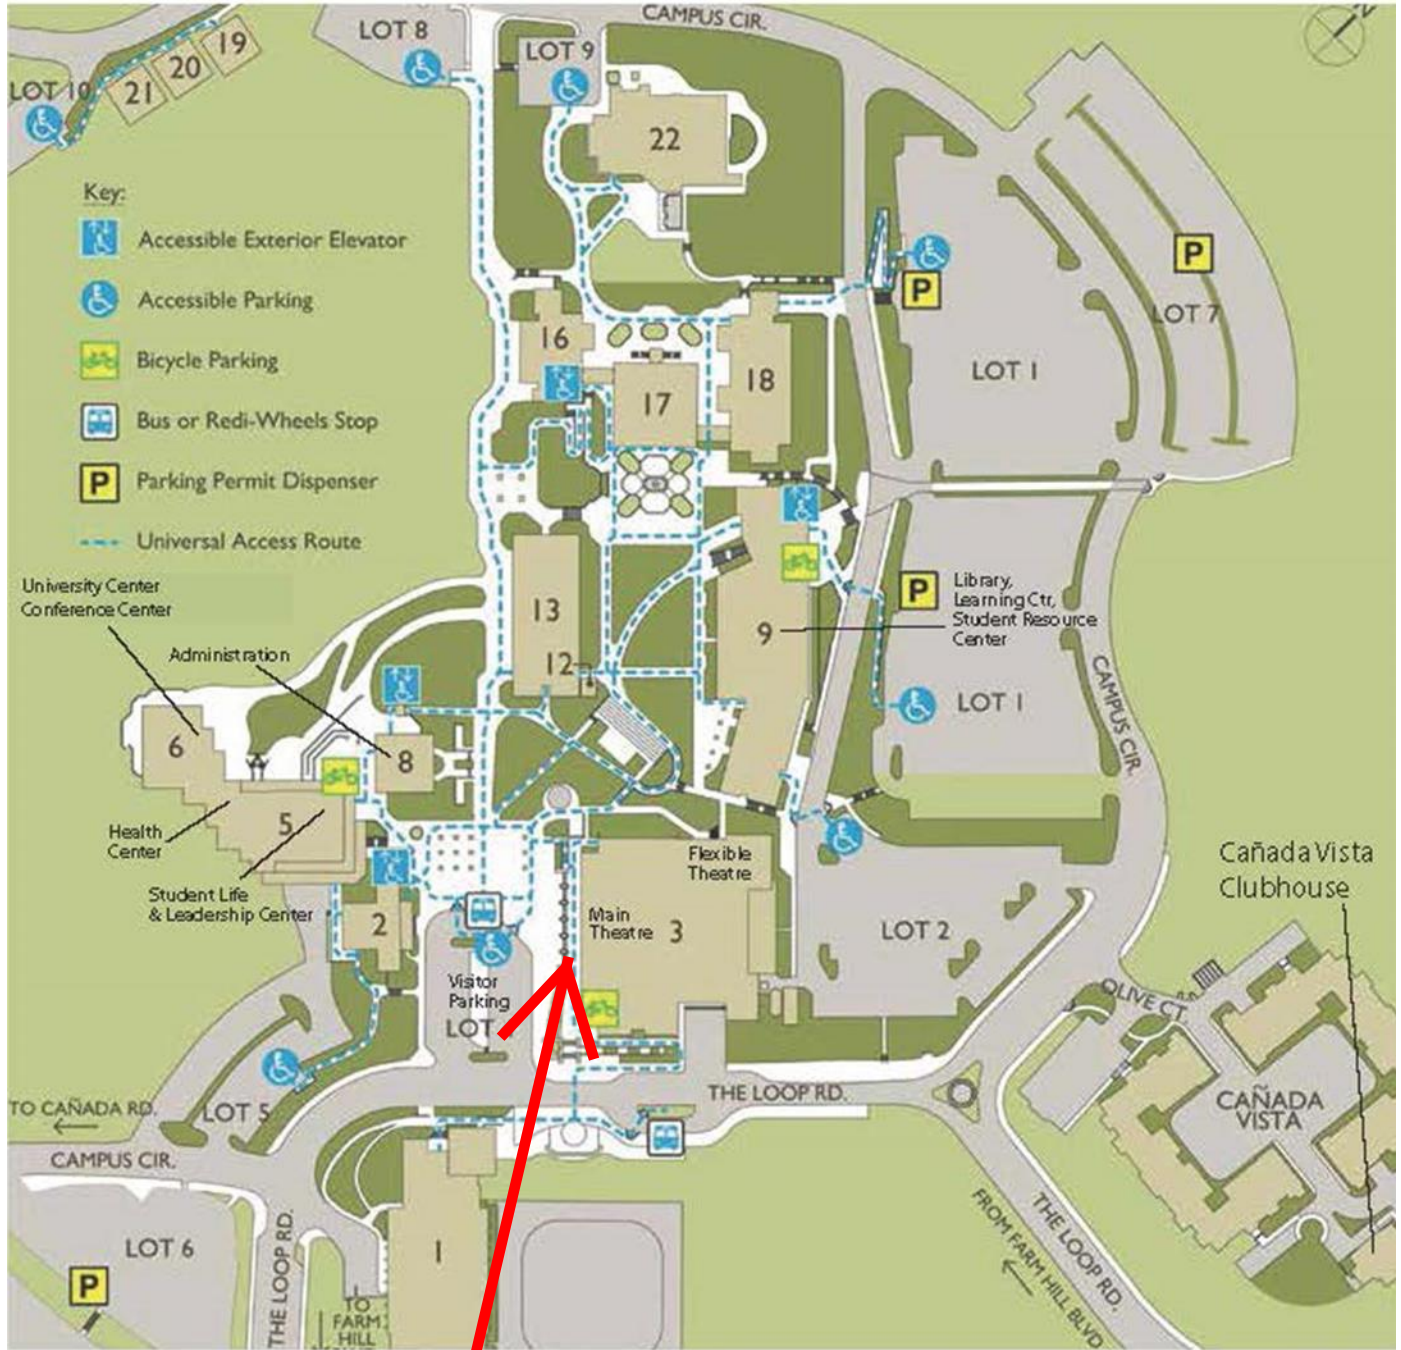 CAMPUS CIR.
N
LOT 8
LOT 9
19
20
21
LOT 10
22
Key:
Accessible Exterior Elevator
Accessible Parking
Bicycle Parking
Bus or Redi-Wheels Stop
P
Parking Permit Dispenser
Universal Access Route
P
P
LOT 7
LOT 1
16
17
18
University Center
Conference Center
Administration
13
12
9
P
Library,
Learning Ctr,
Student Resource
Center
LOT 1
CAMPUS CIR.
6
8
5
Health
Center
Student Life
& Leadership Center
2
Flexible
Theatre
Main
Theatre
3
LOT 2
Cañada Vista
Clubhouse
Visitor
Parking
LOT
OLIVE CT.
THE LOOP RD.
CAÑADA
VISTA
TO CAÑADA RD.
LOT 5
CAMPUS CIR.
LOT 6
P
THE LOOP RD.
1
TO
FARM
HILL
FROM FARM HILL BLVD
THE LOOP RD.